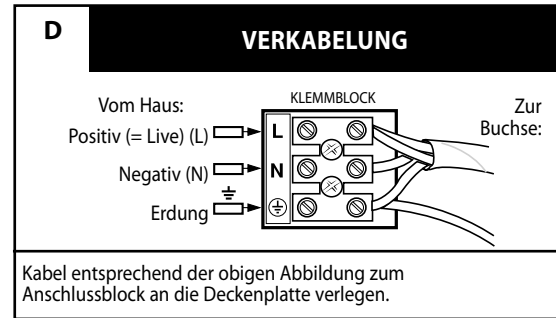 D
VERKABELUNG
Vom Haus:
KLEMMBLOCK
Zur
Buchse:
Positiv (= Live) (L)
L
Negativ (N)
N
Erdung
Kabel entsprechend der obigen Abbildung zum
Anschlussblock an die Deckenplatte verlegen.